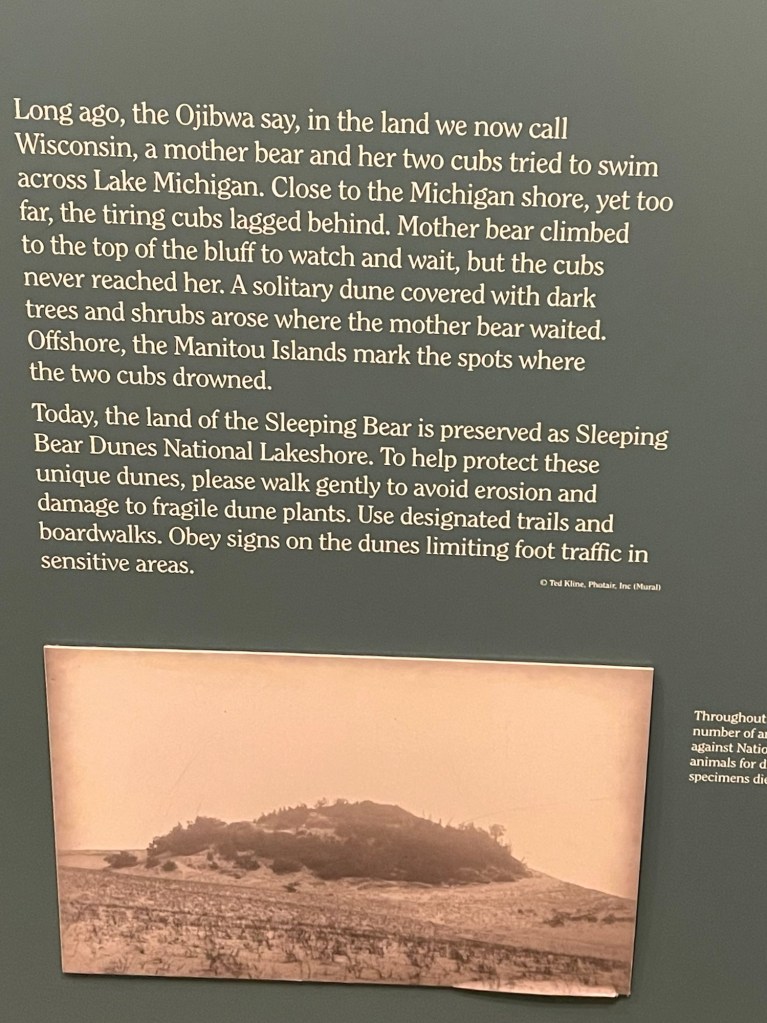 Long ago, the Ojibwa say, in the land we now call
Wisconsin, a mother bear and her two cubs tried to swim
across Lake Michigan. Close to the Michigan shore, yet too
far, the tiring cubs lagged behind. Mother bear climbed
to the top of the bluff to watch and wait, but the cubs
never reached her. A solitary dune covered with dark
trees and shrubs arose where the mother bear waited.
Offshore, the Manitou Islands mark the spots where
the two cubs drowned.
Today, the land of the Sleeping Bear is preserved as Sleeping
Bear Dunes National Lakeshore. To help protect these
unique dunes, please walk gently to avoid erosion and
damage to fragile dune plants. Use designated trails and
boardwalks. Obey signs on the dunes limiting foot traffic in
sensitive areas.
© Ted Kline, Photair, Inc (Mural)
Throughout
number of
against
animals for
specimens